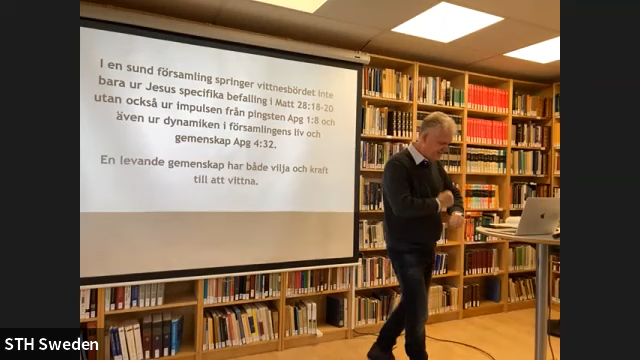 I en sund församling springer vittnesbördet inte
bara ur Jesus specifika befalling i Matt 28:18-20
utan också ur impulsen från pingsten Apg 1:8 och
även ur dynamiken i församlingens liv och
gemenskap Apg 4:32.
En levande gemenskap har både vilja och kraft
till att vittna.
STH Sweden